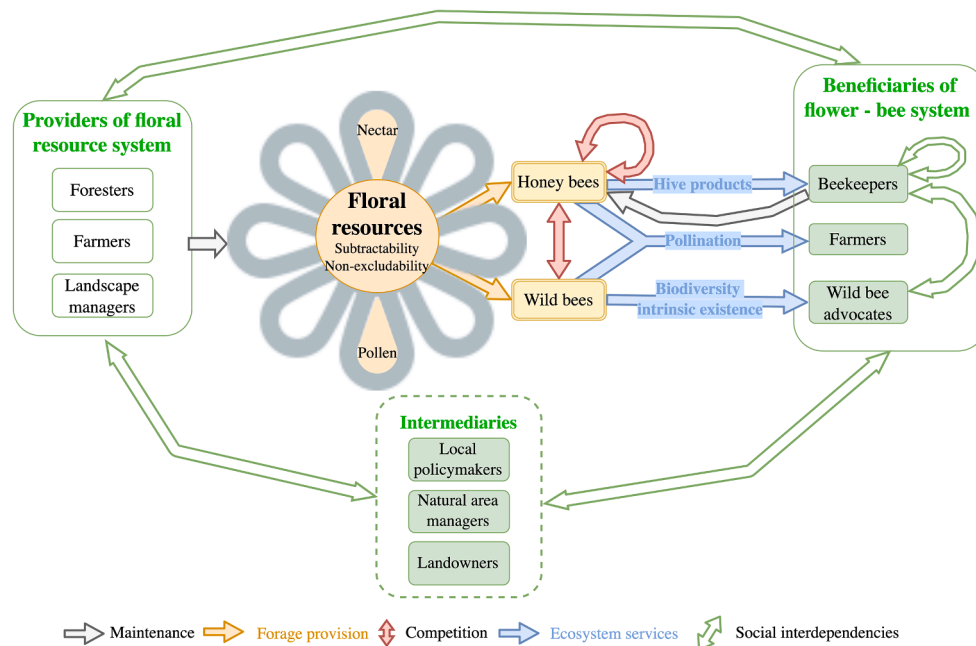 Providers of floral
resource system
Foresters
Farmers
Landscape
managers
Nectar
Floral
resources
Subtractability
Non-excludability
Pollen
Honey bees
Wild bees
Hive products
Pollination
Biodiversity
intrinsic existence
Beneficiaries of
flower - bee system
Beekeepers
Farmers
Wild bee
advocates
Intermediaries
Local
policymakers
Natural area
managers
Landowners
Maintenance
Forage provision
Competition
Ecosystem services
Social interdependencies